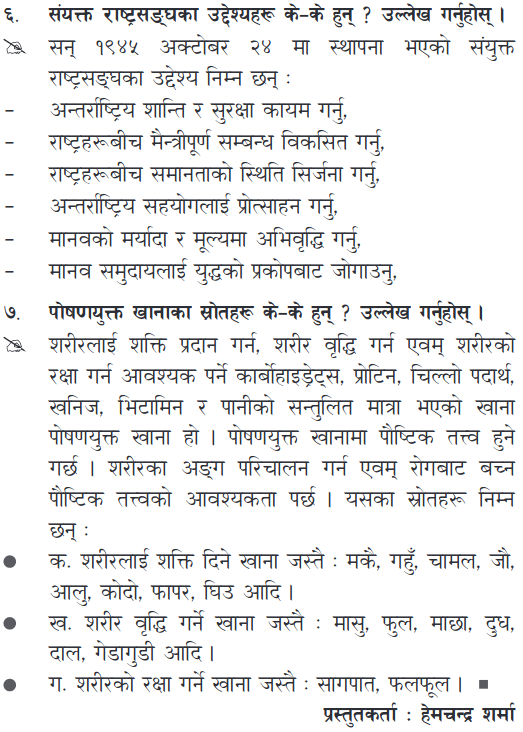 ६. संयक्त राष्ट्रसङ्घका उद्देश्यहरू के–के हुन् ? उल्लेख गर्नुहोस् ।
सन् १९४५ अक्टोबर २४ मा स्थापना भएको संयुक्त
राष्ट्रसङ्घका उद्देश्य निम्न छन् :
– अन्तर्राष्ट्रिय शान्ति र सुरक्षा कायम गर्नु,
– राष्ट्रहरूबीच मैन्त्रीपूर्ण सम्बन्ध विकसित गर्नु,
– राष्ट्रहरूबीच समानताको स्थिति सिर्जना गर्नु,
– अन्तर्राष्ट्रिय सहयोगलाई प्रोत्साहन गर्नु,
– मानवको मर्यादा र मूल्यमा अभिवृद्धि गर्नु,
– मानव समुदायलाई युद्धको प्रकोपबाट जोगाउनु,
७. पोषणयुक्त खानाका स्रोतहरू के–के हुन् ? उल्लेख गर्नुहोस् ।
शरीरलाई शक्ति प्रदान गर्न, शरीर वृद्धि गर्न एवम् शरीरको
रक्षा गर्न आवश्यक पर्ने कार्बोहाइड्रेट्स, प्रोटिन, चिल्लो पदार्थ,
खनिज, भिटामिन र पानीको सन्तुलित मात्रा भएको खाना
पोषणयुक्त खाना हो । पोषणयुक्त खानामा पौष्टिक तत्त्व हुने
गर्छ । शरीरका अङ्ग परिचालन गर्न एवम् रोगबाट बच्न
पौष्टिक तत्त्वको आवश्यकता पर्छ । यसका स्रोतहरू निम्न
छन् :
● क. शरीरलाई शक्ति दिने खाना जस्तै : मकै, गहुँ, चामल, जौ,
आलु, कोदो, फापर, घिउ आदि ।
● ख. शरीर वृद्धि गर्ने खाना जस्तै : मासु, फुल, माछा, दुध,
दाल, गेडागुडी आदि ।
● ग. शरीरको रक्षा गर्ने खाना जस्तै : सागपात, फलफूल । ■
प्रस्तुतकर्ता : हेमचन्द्र शर्मा